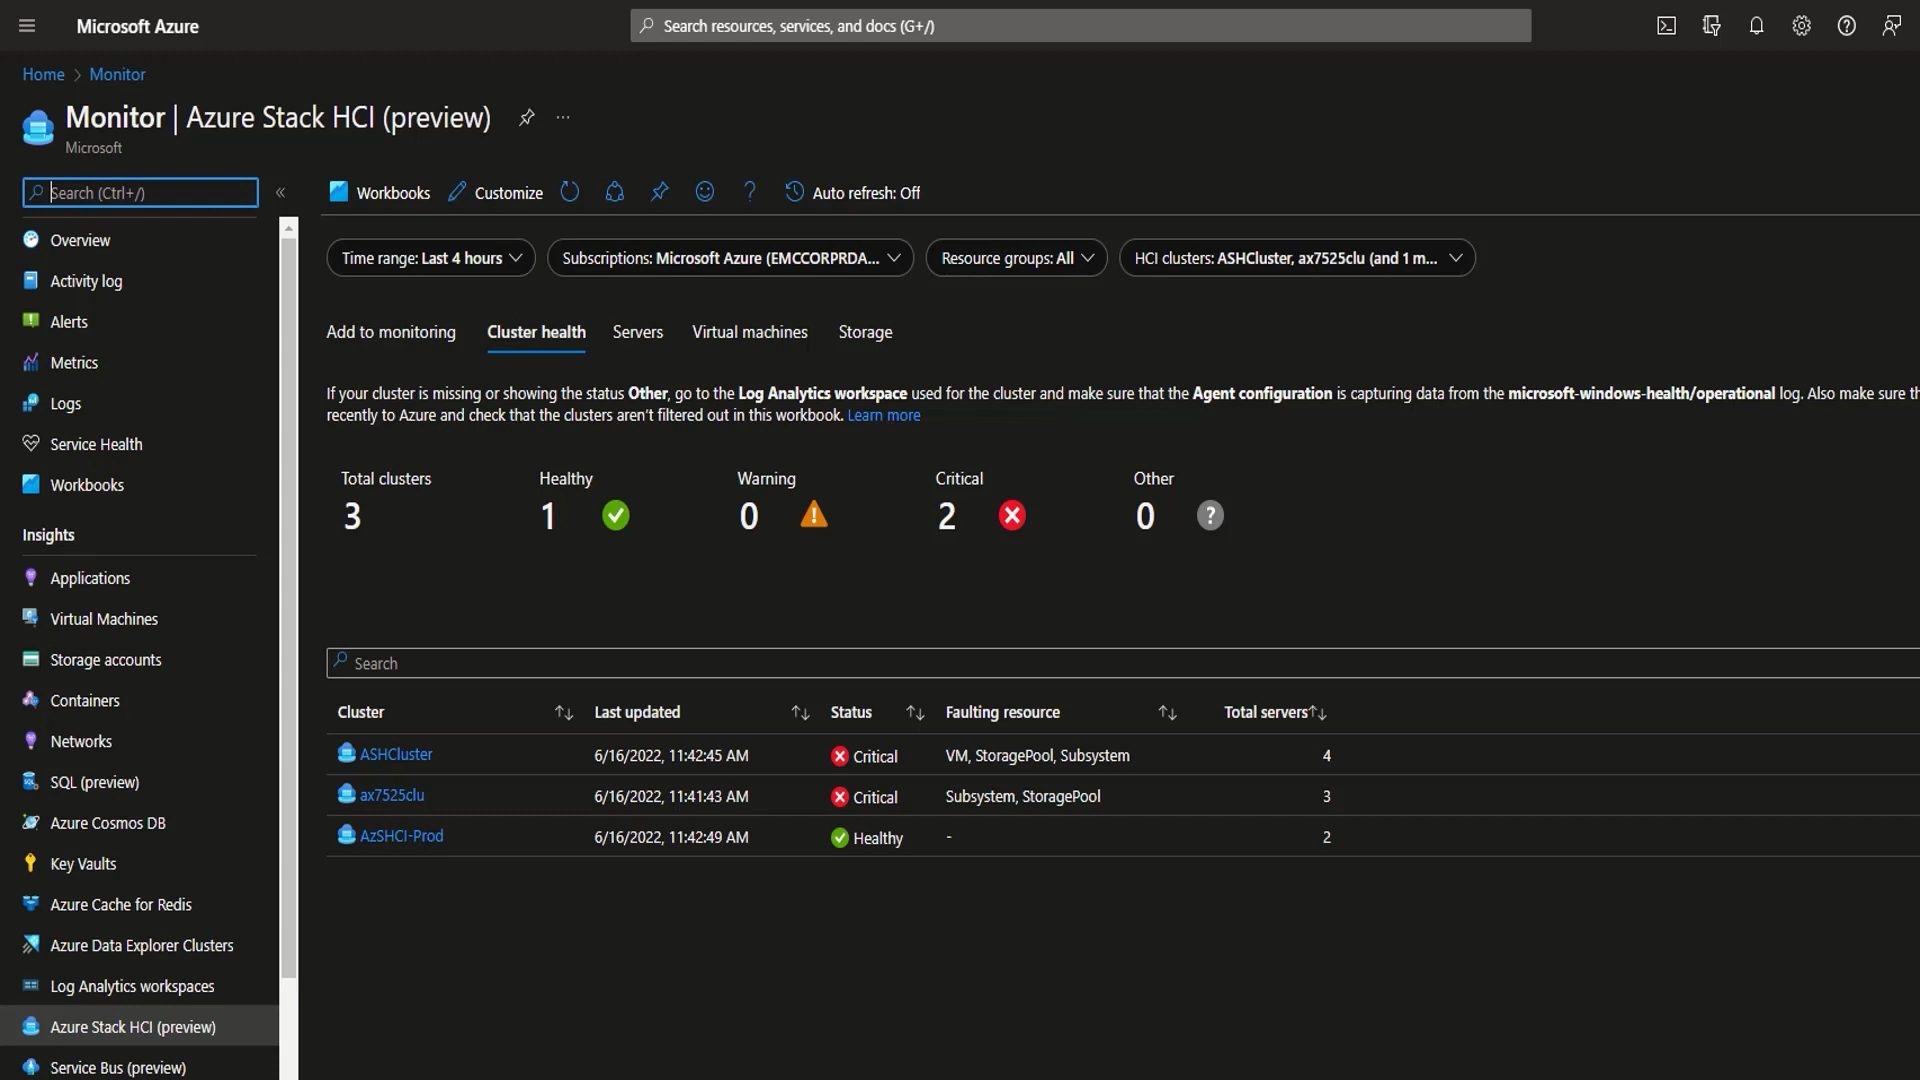 Microsoft Azure
Search resources, services, and docs (G+/)
Home > Monitor
Monitor | Azure Stack HCI (preview)
Microsoft
Search (Ctrl+/)
Overview
Activity log
Alerts
Metrics
Logs
Service Health
Workbooks
Insights
Applications
Virtual Machines
Storage accounts
Containers
Networks
SQL (preview)
Azure Cosmos DB
Key Vaults
Azure Cache for Redis
Azure Data Explorer Clusters
Log Analytics workspaces
Azure Stack HCI (preview)
Service Bus (preview)
Workbooks Customize Auto refresh: Off
Time range: Last 4 hours Subscriptions: Microsoft Azure (EMCCORPRDA... Resource groups: All HCI clusters: ASHCluster, ax7525clu (and 1 m...
Add to monitoring Cluster health Servers Virtual machines Storage
If your cluster is missing or showing the status Other, go to the Log Analytics workspace used for the cluster and make sure that the Agent configuration is capturing data from the microsoft-windows-health/operational log. Also make sure th
recently to Azure and check that the clusters aren't filtered out in this workbook. Learn more
Total clusters Healthy Warning Critical Other
3 1 0 2 0
Search
Cluster Last updated Status Faulting resource Total servers
ASHCluster 6/16/2022, 11:42:45 AM Critical VM, StoragePool, Subsystem 4
ax7525clu 6/16/2022, 11:41:43 AM Critical Subsystem, StoragePool 3
AzSHCI-Prod 6/16/2022, 11:42:49 AM Healthy - 2